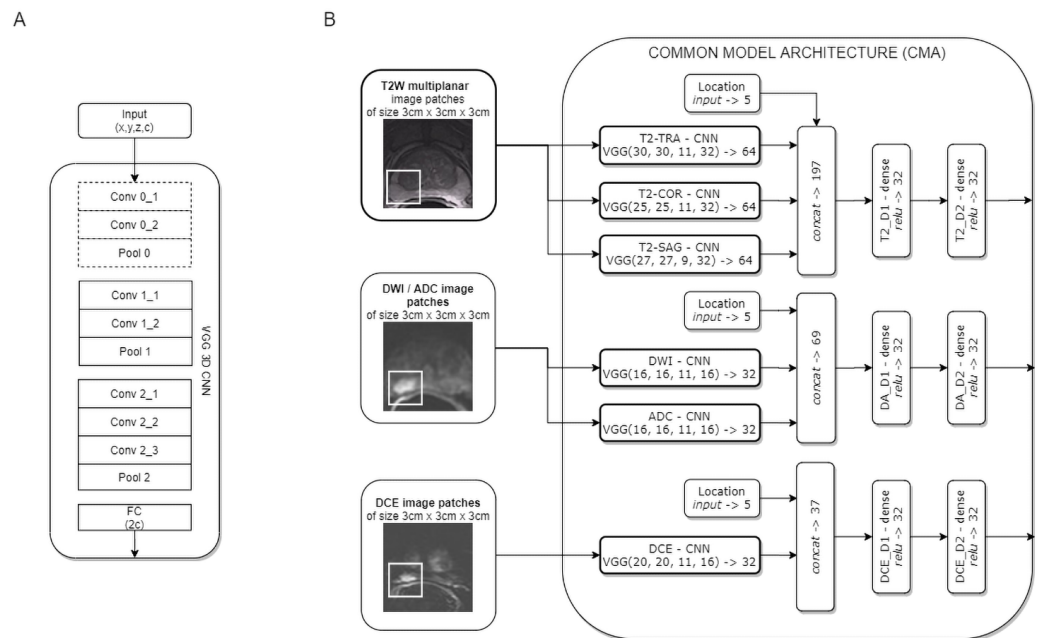 A
Input
(x,y,z,c)
Conv 0_1
Conv 0_2
Pool 0
Conv 1_1
Conv 1_2
Pool 1
Conv 2_1
Conv 2_2
Conv 2_3
Pool 2
FC
(2c)
VGG 3D CNN
B
T2W multiplanar
image patches
of size 3cm x 3cm x 3cm
DWI / ADC image
patches
of size 3cm x 3cm x 3cm
DCE image patches
of size 3cm x 3cm x 3cm
COMMON MODEL ARCHITECTURE (CMA)
Location
input -> 5
T2-TRA - CNN
VGG(30, 30, 11, 32) -> 64
T2-COR - CNN
VGG(25, 25, 11, 32) -> 64
T2-SAG - CNN
VGG(27, 27, 9, 32) -> 64
concat -> 197
T2_D1 - dense
relu -> 32
T2_D2 - dense
relu -> 32
Location
input -> 5
DWI - CNN
VGG(16, 16, 11, 16) -> 32
ADC - CNN
VGG(16, 16, 11, 16) -> 32
concat -> 69
DA_D1 - dense
relu -> 32
DA_D2 - dense
relu -> 32
Location
input -> 5
DCE - CNN
VGG(20, 20, 11, 16) -> 32
concat -> 37
DCE_D1 - dense
relu -> 32
DCE_D2 - dense
relu -> 32